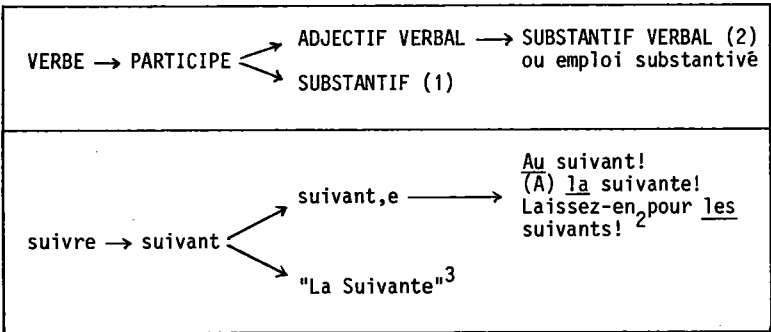 ADJECTIF VERBAL → SUBSTANTIF VERBAL (2)
VERBE → PARTICIPE ou emploi substantivé
SUBSTANTIF (1)
Au suivant!
(A) la suivante!
suivant,e → Laissez-en pour les
suivants! 2
suivre → suivant
"La Suivante"3